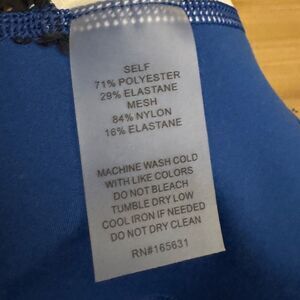 SELF
71% POLYESTER
29% ELASTANE
MESH
84% NYLON
16% ELASTANE
MACHINE WASH COLD
WITH LIKE COLORS
DO NOT BLEACH
TUMBLE DRY LOW
COOL IRON IF NEEDED
DO NOT DRY CLEAN
RN#165631